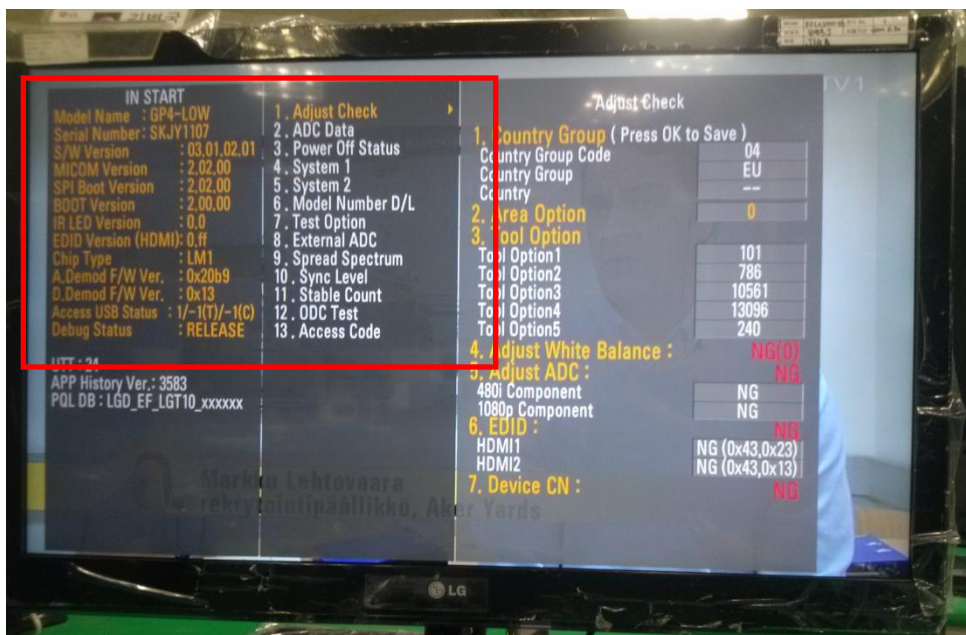 TV1
IN START
Model Name : GP4-LOW
Serial Number : SKJY1107
S/W Version : 03.01.02.01
MICOM Version : 2.02.00
SPI Boot Version : 2.02.00
BOOT Version : 2.00.00
IR LED Version : 0.0
EDID Version (HDMI): 0.ff
Chip Type : LM1
A.Demod F/W Ver. : 0x20b9
D.Demod F/W Ver. : 0x13
Access USB Status : 1/-1(T)/-1(C)
Debug Status : RELEASE
UTT : 24
APP History Ver.: 3583
PQL DB : LGD_EF_LGT10_xxxxxx
1 . Adjust Check
2 . ADC Data
3 . Power Off Status
4 . System 1
5 . System 2
6 . Model Number D/L
7 . Test Option
8 . External ADC
9 . Spread Spectrum
10 . Sync Level
11 . Stable Count
12 . ODC Test
13 . Access Code
Adjust Check
1. Country Group ( Press OK to Save )
Country Group Code 04
Country Group EU
Country --
2. Area Option 0
3. Tool Option
Tool Option1 101
Tool Option2 786
Tool Option3 10561
Tool Option4 13096
Tool Option5 240
4. Adjust White Balance : NG(0)
5. Adjust ADC : NG
480i Component NG
1080p Component NG
6. EDID : NG
HDMI1 NG (0x43,0x23)
HDMI2 NG (0x43,0x13)
7. Device CN : NG
Markku Lehtovaara
rekrytointipäällikkö, Aker Yards
LG